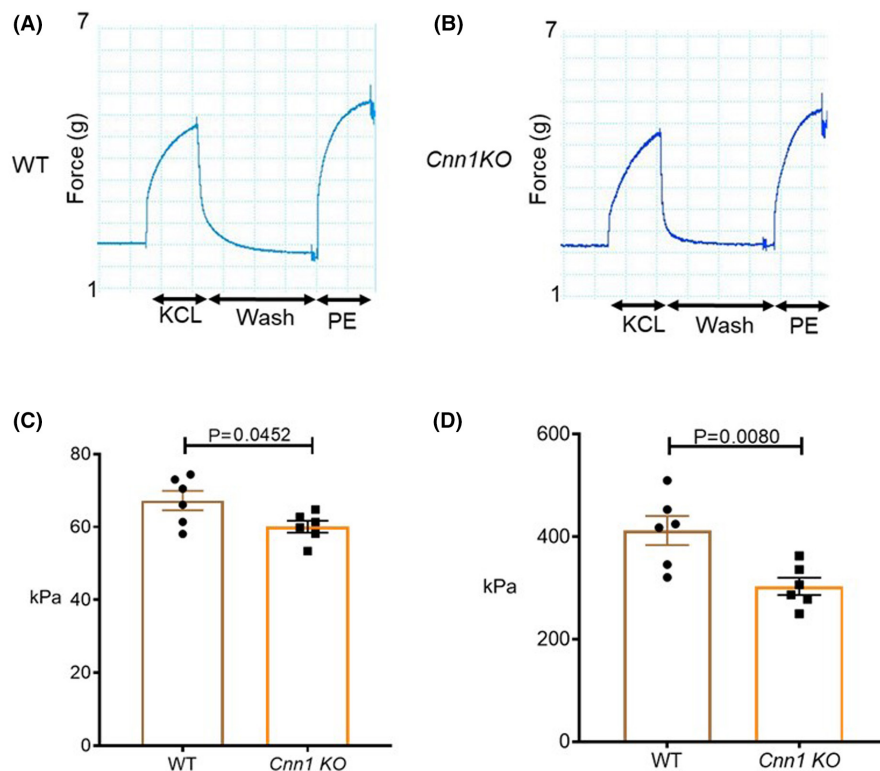 (A)
7
WT
Force (g)
1
KCL Wash PE
(B)
7
Cnn1KO
Force (g)
1
KCL Wash PE
(C)
P=0.0452
80
60
kPa
40
20
0
WT Cnn1 KO
(D)
P=0.0080
600
400
kPa
200
0
WT Cnn1 KO